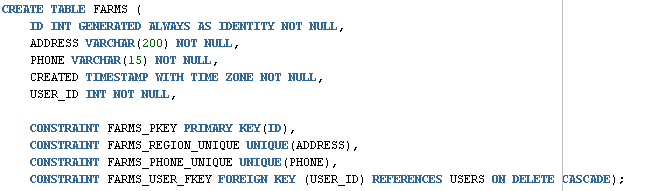 CREATE TABLE FARMS (
ID INT GENERATED ALWAYS AS IDENTITY NOT NULL,
ADDRESS VARCHAR(200) NOT NULL,
PHONE VARCHAR(15) NOT NULL,
CREATED TIMESTAMP WITH TIME ZONE NOT NULL,
USER_ID INT NOT NULL,
CONSTRAINT FARMS_PKEY PRIMARY KEY(ID),
CONSTRAINT FARMS_REGION_UNIQUE UNIQUE(ADDRESS),
CONSTRAINT FARMS_PHONE_UNIQUE UNIQUE(PHONE),
CONSTRAINT FARMS_USER_FKEY FOREIGN KEY (USER_ID) REFERENCES USERS ON DELETE CASCADE);